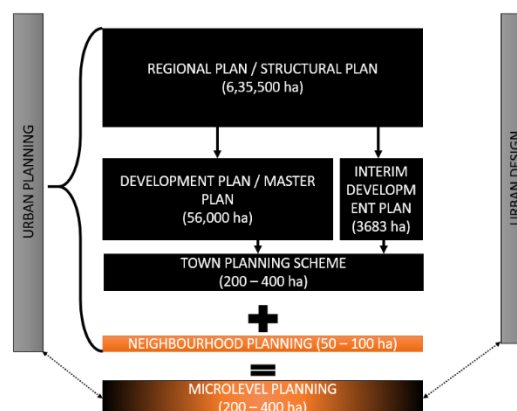 URBAN PLANNING
REGIONAL PLAN / STRUCTURAL PLAN
(6,35,500 ha)
DEVELOPMENT PLAN / MASTER
PLAN
(56,000 ha)
INTERIM
DEVELOPM
ENT PLAN
(3683 ha)
TOWN PLANNING SCHEME
(200 – 400 ha)
NEIGHBOURHOOD PLANNING (50 – 100 ha)
MICROLEVEL PLANNING
(200 – 400 ha)
URBAN DESIGN